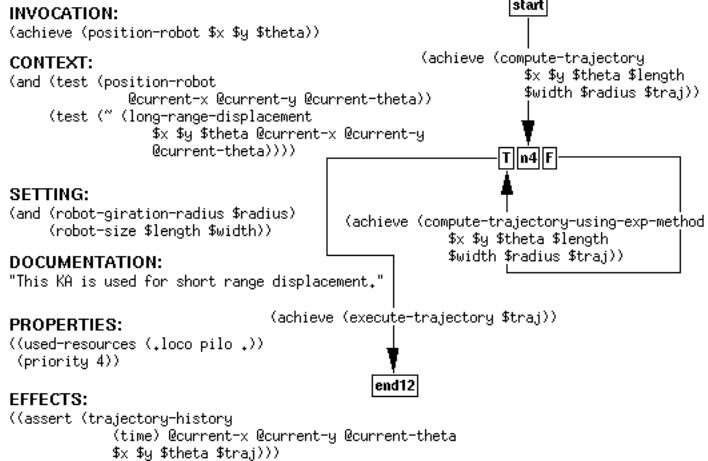 INVOCATION:
(achieve (position-robot $x $y $theta))
CONTEXT:
(and (test (position-robot
@current-x @current-y @current-theta))
(test (~ (long-range-displacement
$x $y $theta @current-x @current-y
@current-theta))))
SETTING:
(and (robot-giration-radius $radius)
(robot-size $length $width))
DOCUMENTATION:
"This KA is used for short range displacement."
PROPERTIES:
((used-resources (.loco pilo .))
(priority 4))
EFFECTS:
((assert (trajectory-history
(time) @current-x @current-y @current-theta
$x $y $theta $traj)))
start
(achieve (compute-trajectory
$x $y $theta $length
$width $radius $traj))
T n4 F
(achieve (compute-trajectory-using-exp-method
$x $y $theta $length
$width $radius $traj))
(achieve (execute-trajectory $traj))
end12